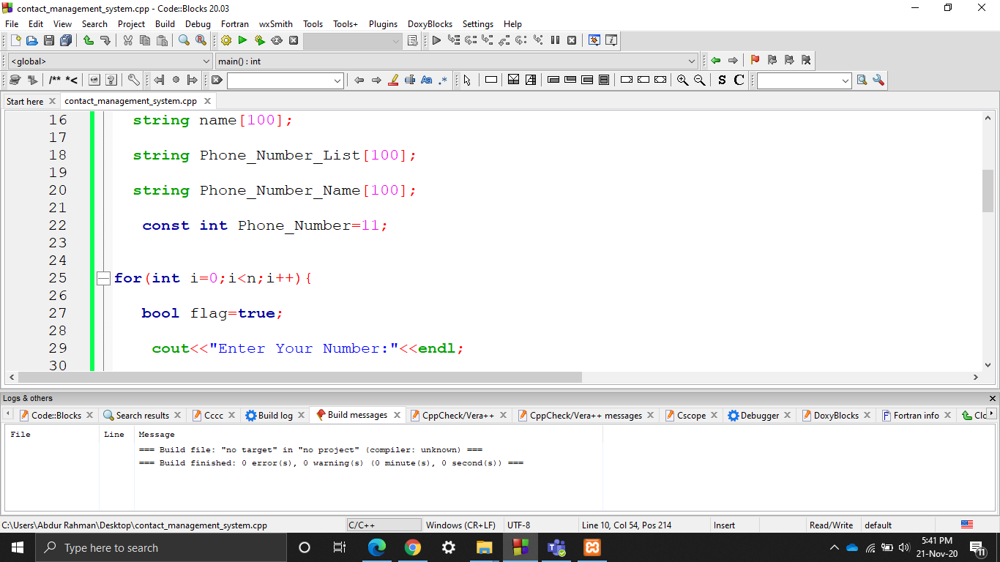 contact_management_system.cpp - Code::Blocks 20.03
File Edit View Search Project Build Debug Fortran wxSmith Tools Tools+ Plugins DoxyBlocks Settings Help
<global> main() : int
/** *< Aa .* S C
Start here contact_management_system.cpp
16 string name[100];
17
18 string Phone_Number_List[100];
19
20 string Phone_Number_Name[100];
21
22 const int Phone_Number=11;
23
24
25 for(int i=0;i<n;i++){
26
27 bool flag=true;
28
29 cout<<"Enter Your Number:"<<endl;
30
Logs & others
Code::Blocks Search results Cccc Build log Build messages CppCheck/Vera++ CppCheck/Vera++ messages Cscope Debugger DoxyBlocks Fortran info Clo
File Line Message
=== Build file: "no target" in "no project" (compiler: unknown) ===
=== Build finished: 0 error(s), 0 warning(s) (0 minute(s), 0 second(s)) ===
C:\Users\Abdur Rahman\Desktop\contact_management_system.cpp C/C++ Windows (CR+LF) UTF-8 Line 10, Col 54, Pos 214 Insert Read/Write default
Type here to search
5:41 PM
21-Nov-20
11